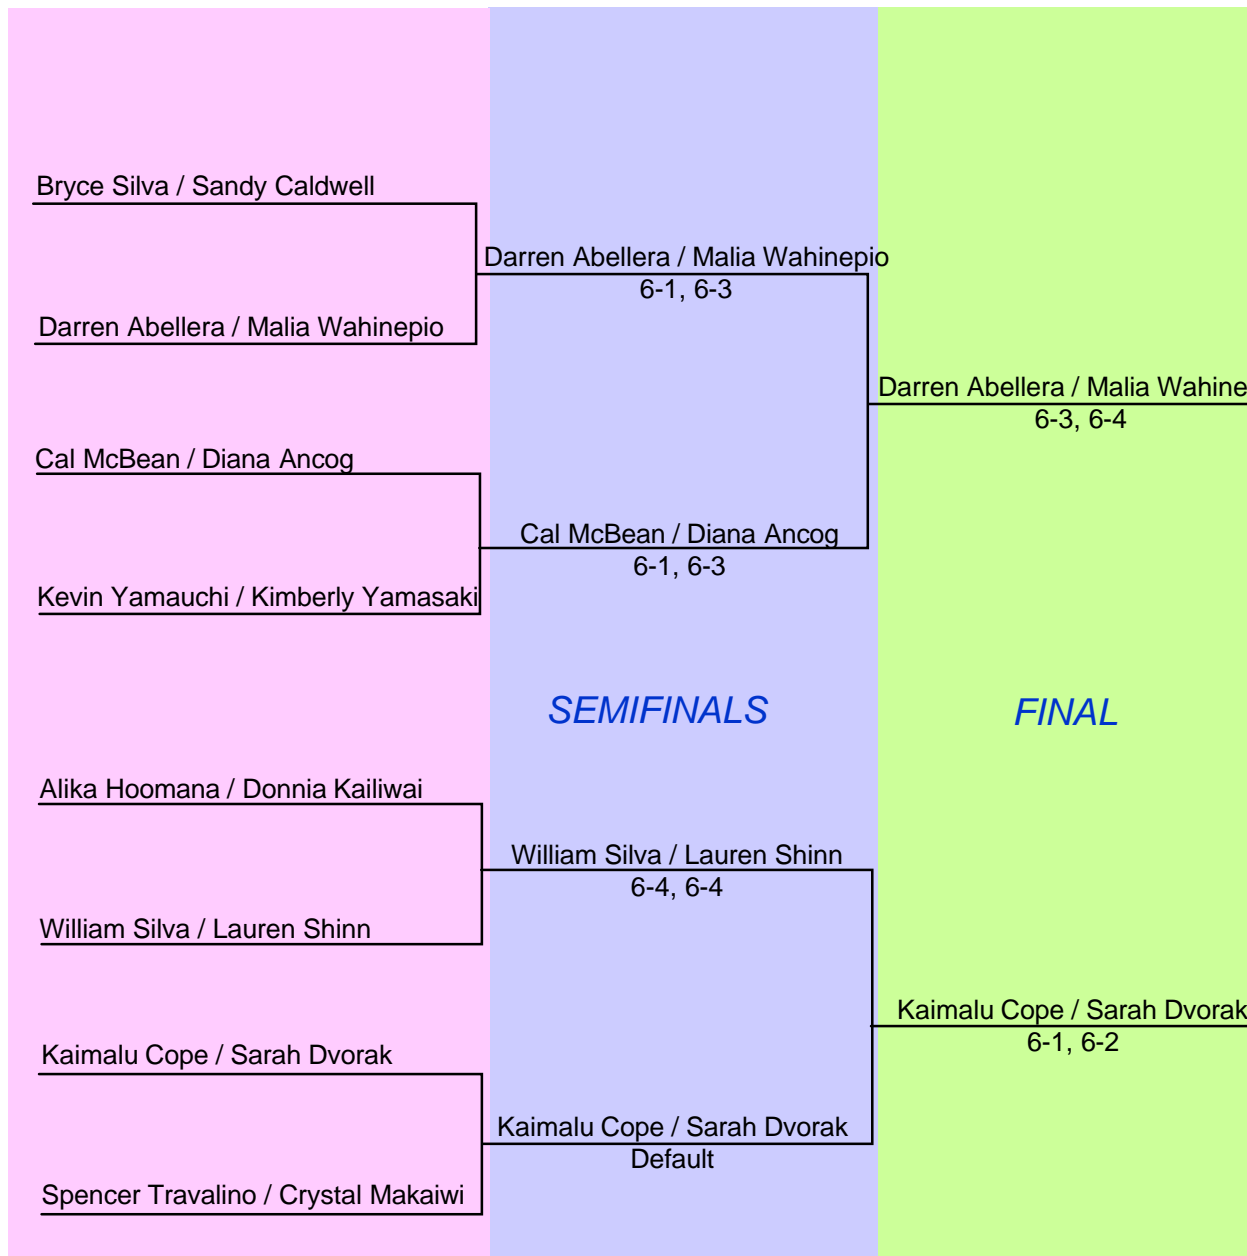 Bryce Silva / Sandy Caldwell
Darren Abellera / Malia Wahinepio
6-1, 6-3
Darren Abellera / Malia Wahinepio
Darren Abellera / Malia Wahine
6-3, 6-4
Cal McBean / Diana Ancog
Cal McBean / Diana Ancog
6-1, 6-3
Kevin Yamauchi / Kimberly Yamasaki
SEMIFINALS
FINAL
Alika Hoomana / Donnia Kailiwai
William Silva / Lauren Shinn
6-4, 6-4
William Silva / Lauren Shinn
Kaimalu Cope / Sarah Dvorak
6-1, 6-2
Kaimalu Cope / Sarah Dvorak
Kaimalu Cope / Sarah Dvorak
Default
Spencer Travalino / Crystal Makaiwi